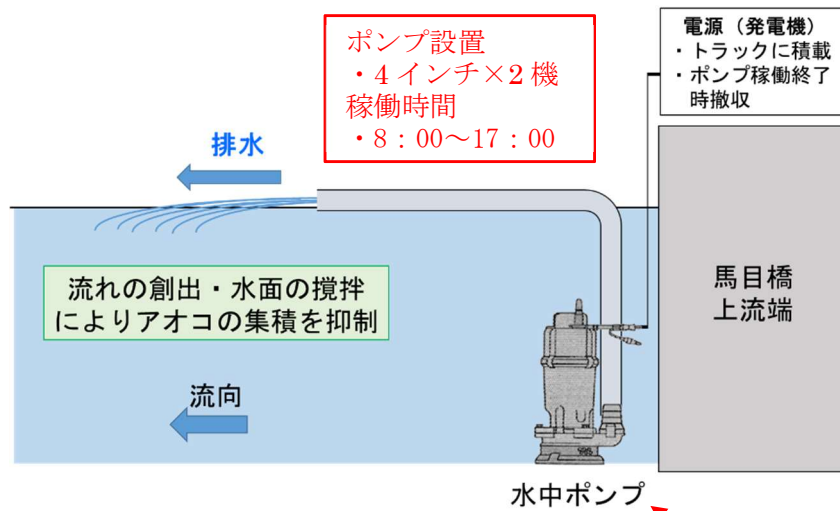 電源（発電機）
・トラックに積載
・ポンプ稼働終了
時撤収
ポンプ設置
・4インチ×2機
稼働時間
・8：00～17：00
排水
流れの創出・水面の撹拌
によりアオコの集積を抑制
馬目橋
上流端
流向
水中ポンプ